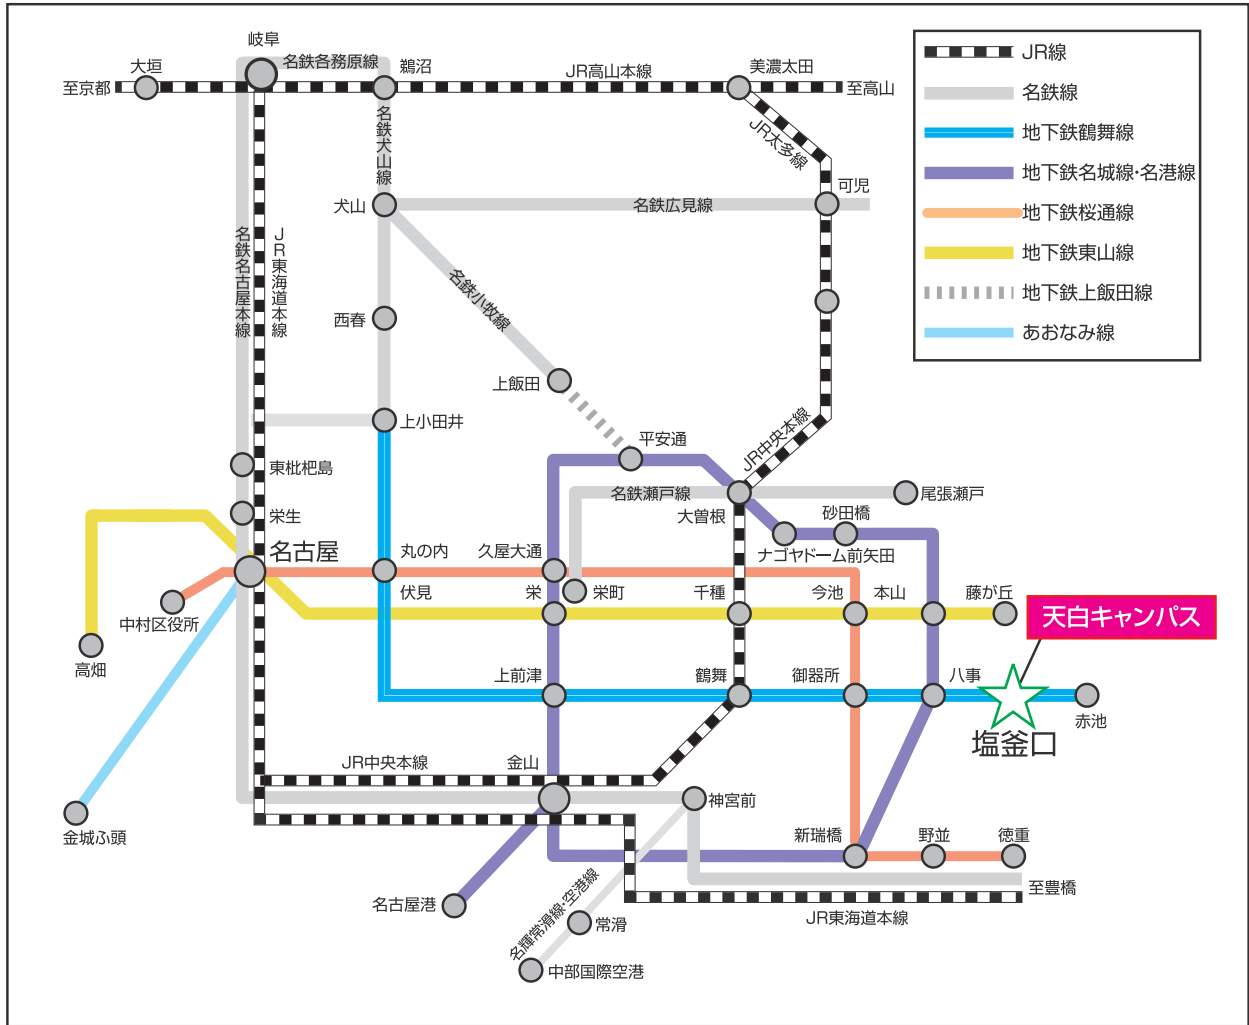 岐阜
大垣
名鉄各務原線
鵜沼
JR高山本線
美濃太田
至京都
至高山
JR線
名鉄線
地下鉄鶴舞線
地下鉄名城線・名港線
地下鉄桜通線
地下鉄東山線
地下鉄上飯田線
あおなみ線
名鉄犬山線
JR太多線
犬山
名鉄広見線
可児
名鉄名古屋本線
JR東海道本線
名鉄小牧線
西春
上飯田
上小田井
平安通
JR中央本線
東枇杷島
名鉄瀬戸線
尾張瀬戸
大曽根
砂田橋
栄生
ナゴヤドーム前矢田
名古屋
丸の内
久屋大通
伏見
栄
栄町
千種
今池
本山
藤が丘
中村区役所
天白キャンパス
高畑
上前津
鶴舞
御器所
八事
赤池
塩釜口
JR中央本線
金山
神宮前
金城ふ頭
新瑞橋
野並
徳重
至豊橋
名古屋港
名輝常滑線・空港線
常滑
JR東海道本線
中部国際空港